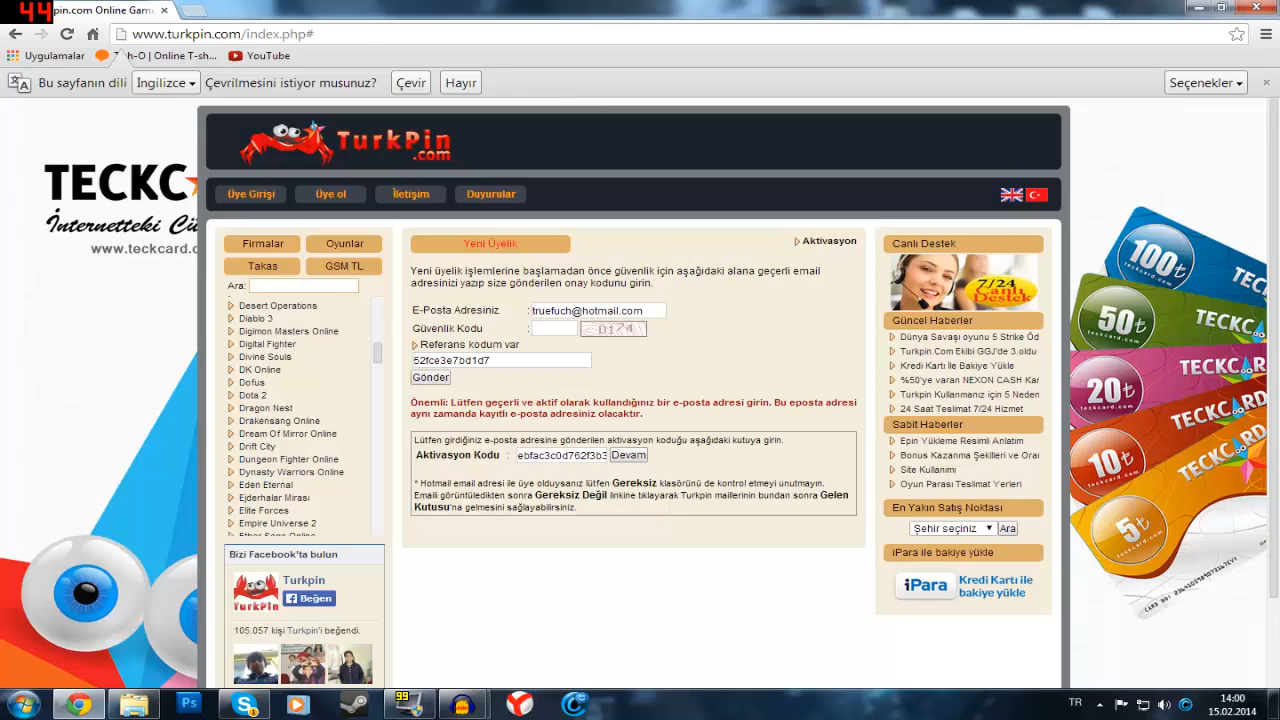 44
pin.com Online Gam
www.turkpin.com/index.php#
Uygulamalar
h-O | Online T-sh...
YouTube
Bu sayfanın dili
İngilizce
Çevrilmesini istiyor musunuz?
Çevir
Hayır
Seçenekler
TurkPin
.com
TECKC
İnternetteki Cü
www.teckcard.c
Üye Girişi
Üye ol
İletişim
Duyurular
Firmalar
Oyunlar
Takas
GSM TL
Ara:
Desert Operations
Diablo 3
Digimon Masters Online
Digital Fighter
Divine Souls
DK Online
Dofus
Dota 2
Dragon Nest
Drakensang Online
Dream Of Mirror Online
Drift City
Dungeon Fighter Online
Dynasty Warriors Online
Eden Eternal
Ejderhalar Mirası
Elite Forces
Empire Universe 2
Bizi Facebook'ta bulun
Turkpin
Beğen
TurkPin
105.057 kişi Turkpin'i beğendi.
Yeni Üyelik
Aktivasyon
Yeni üyelik işlemlerine başlamadan önce güvenlik için aşağıdaki alana geçerli email
adresinizi yazıp size gönderilen onay kodunu girin.
E-Posta Adresiniz : truefuch@hotmail.com
Güvenlik Kodu : 0174
Referans kodum var
52fce3e7bd1d7
Gönder
Önemli: Lütfen geçerli ve aktif olarak kullandığınız bir e-posta adresi girin. Bu eposta adresi
aynı zamanda kayıtlı e-posta adresiniz olacaktır.
Lütfen girdiğiniz e-posta adresine gönderilen aktivasyon koduğu aşağıdaki kutuya girin.
Aktivasyon Kodu : ebfac3c0d762f3b3 Devam
* Hotmail email adresi ile üye olduysanız lütfen Gereksiz klasörünü de kontrol etmeyi unutmayın.
Emaili görüntüledikten sonra Gereksiz Değil linkine tıklayarak Turkpin maillerinin bundan sonra Gelen
Kutusu'na gelmesini sağlayabilirsiniz.
Canlı Destek
7/24
Canlı
Destek
Güncel Haberler
Dünya Savaşı oyunu 5 Strike Öd
Turkpin.Com Ekibi GGJ'de 3.oldu
Kredi Kartı İle Bakiye Yükle
%50'ye varan NEXON CASH Kar
Turkpin Kullanmanız için 5 Neden
24 Saat Teslimat 7/24 Hizmet
Sabit Haberler
Epin Yükleme Resimli Anlatım
Bonus Kazanma Şekilleri ve Orar
Site Kullanımı
Oyun Parası Teslimat Yerleri
En Yakın Satış Noktası
Şehir seçiniz
Ara
iPara ile bakiye yükle
iPara
Kredi Kartı ile
bakiye yükle
100₺
50₺
TECKC
20₺
TECKCAR
10₺
TECKCARD
5₺
TECKCARD
Ps
99
TR
14:00
15.02.2014